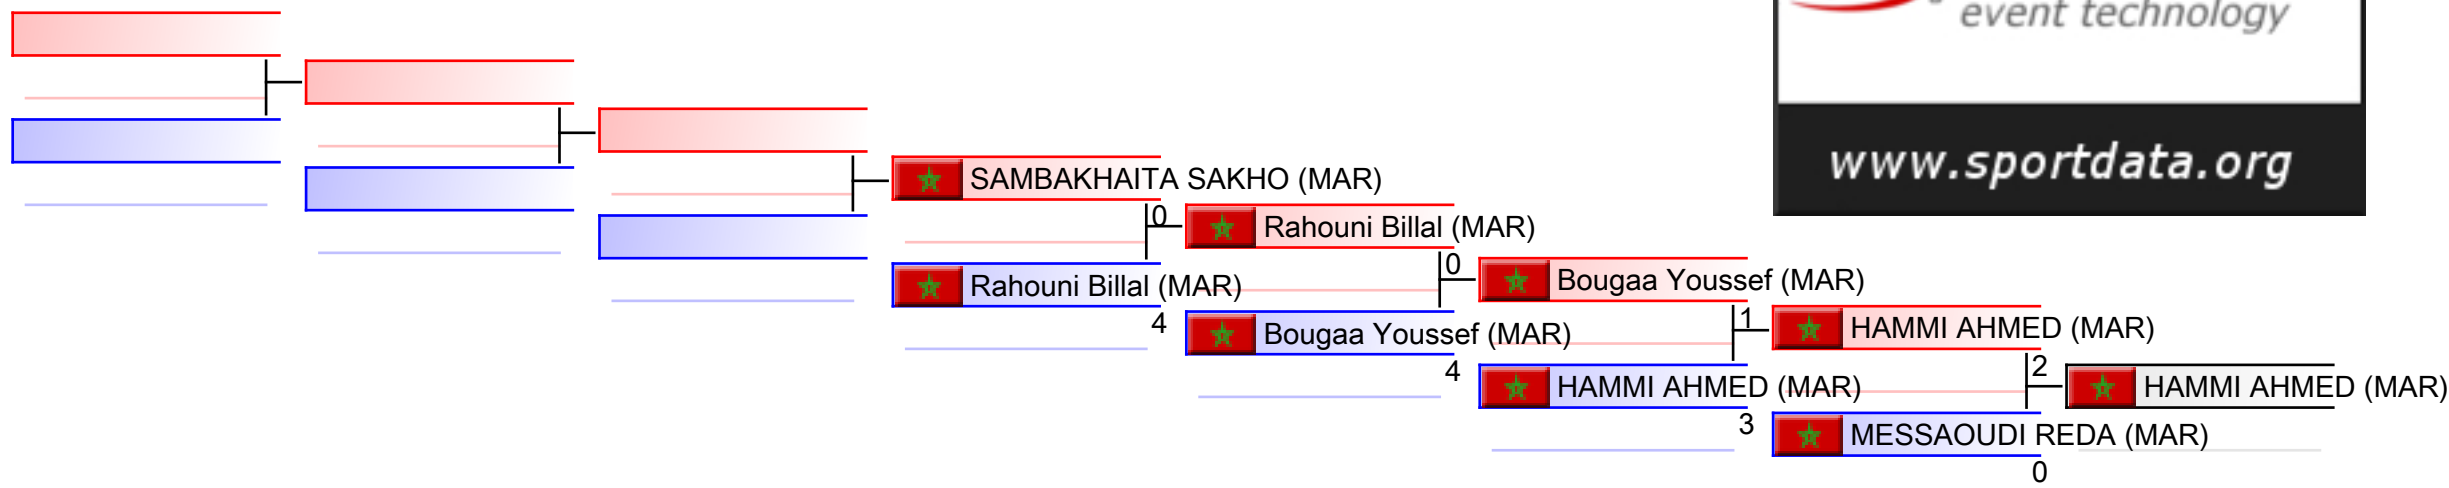 event technology
www.sportdata.org
SAMBAKHAITA SAKHO (MAR)
0
Rahouni Billal (MAR)
Rahouni Billal (MAR)
4
0
Bougaa Youssef (MAR)
Bougaa Youssef (MAR)
4
1
HAMMI AHMED (MAR)
HAMMI AHMED (MAR)
3
2
HAMMI AHMED (MAR)
MESSAOUDI REDA (MAR)
0